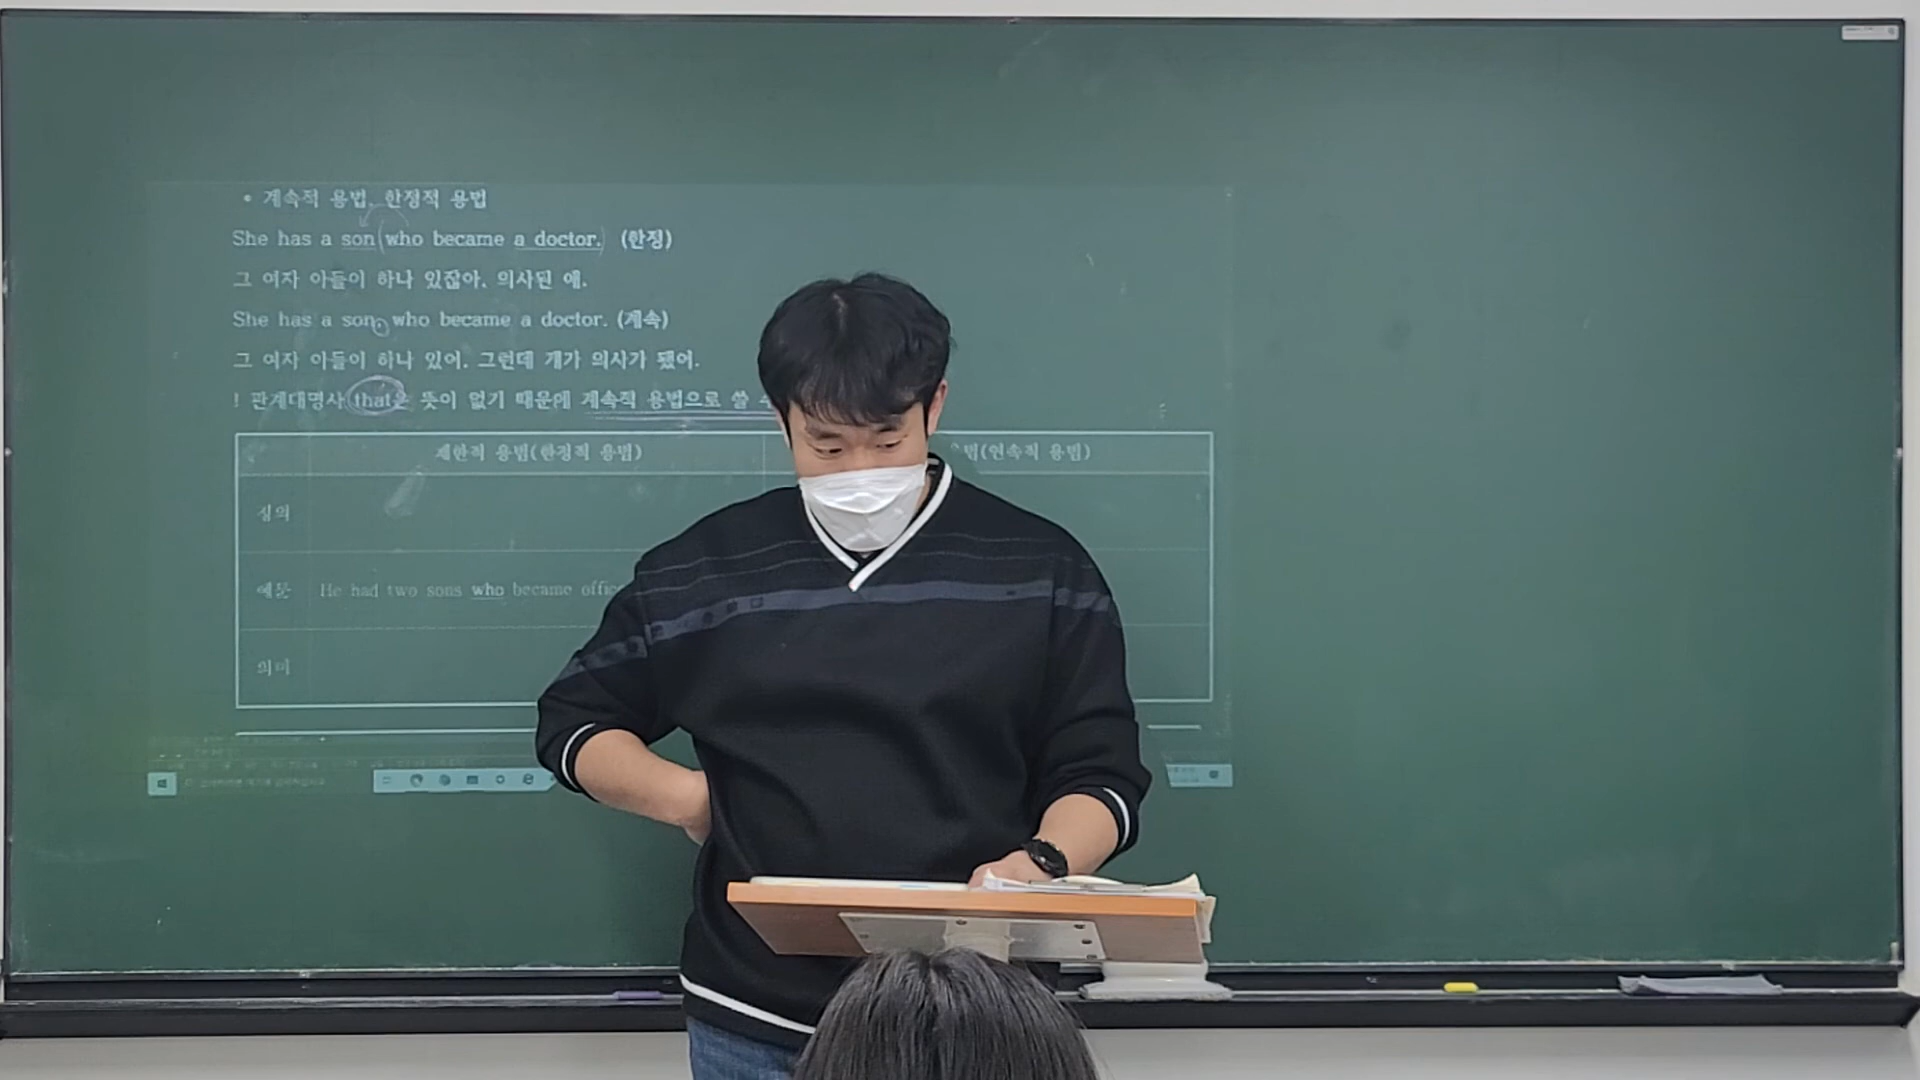 • 계속적 용법, 한정적 용법
She has a son(who became a doctor.) (한정)
그 여자 아들이 하나 있잖아. 의사된 애.
She has a son, who became a doctor. (계속)
그 여자 아들이 하나 있어. 그런데 걔가 의사가 됐어.
! 관계대명사 that은 뜻이 없기 때문에 계속적 용법으로 쓸
제한적 용법(한정적 용법) 용법(연속적 용법)
정의
예문 He had two sons who became
의미